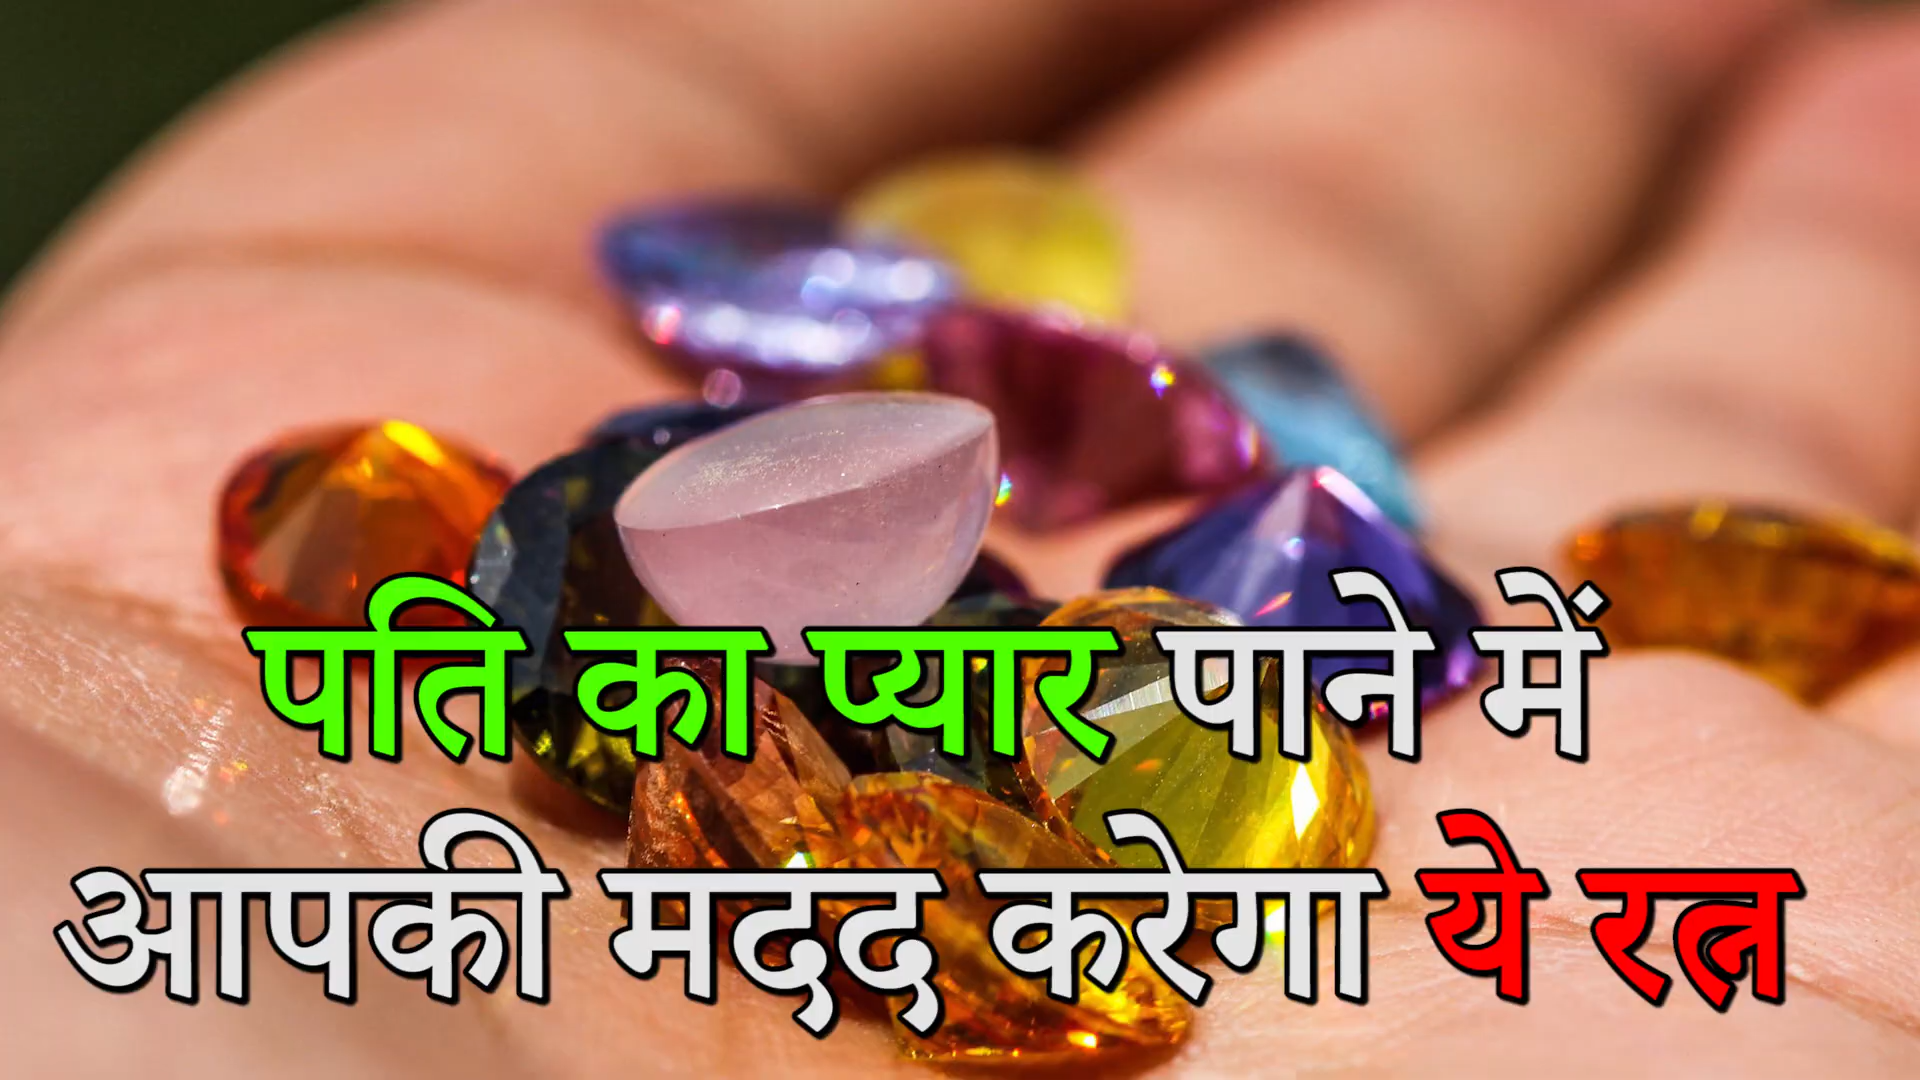 पति का प्यार पाने में
आपकी मदद करेगा ये रत्न